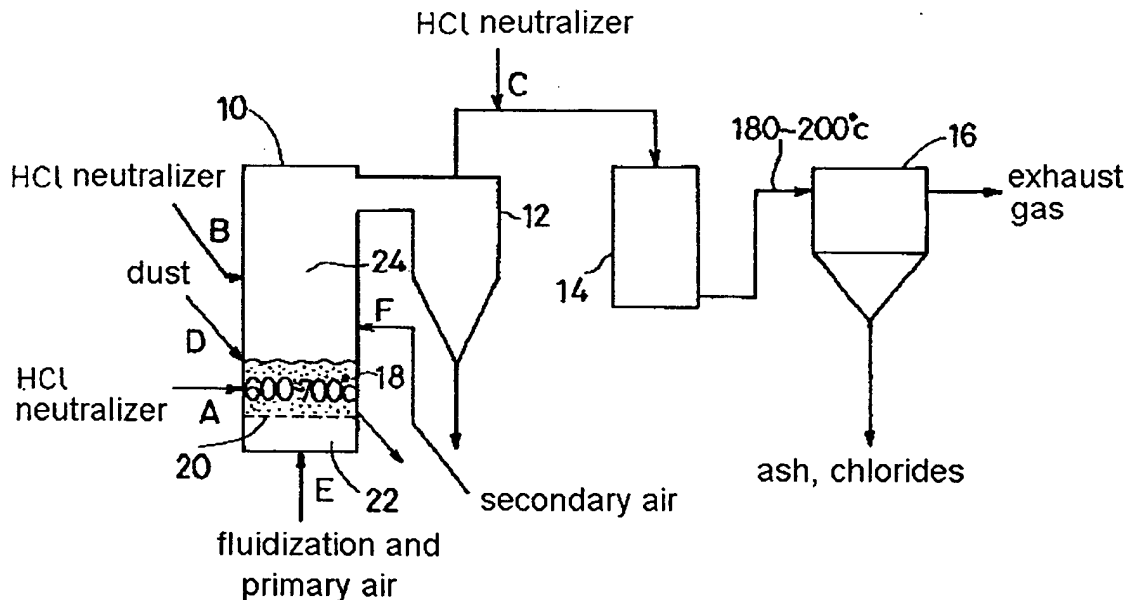 HCl neutralizer
C
10
180~200°c
16
HCl neutralizer
exhaust
gas
12
B
24
dust
14
F
D
HCl
neutralizer
600~700°c
18
A
20
22
E
secondary air
ash, chlorides
fluidization and
primary air